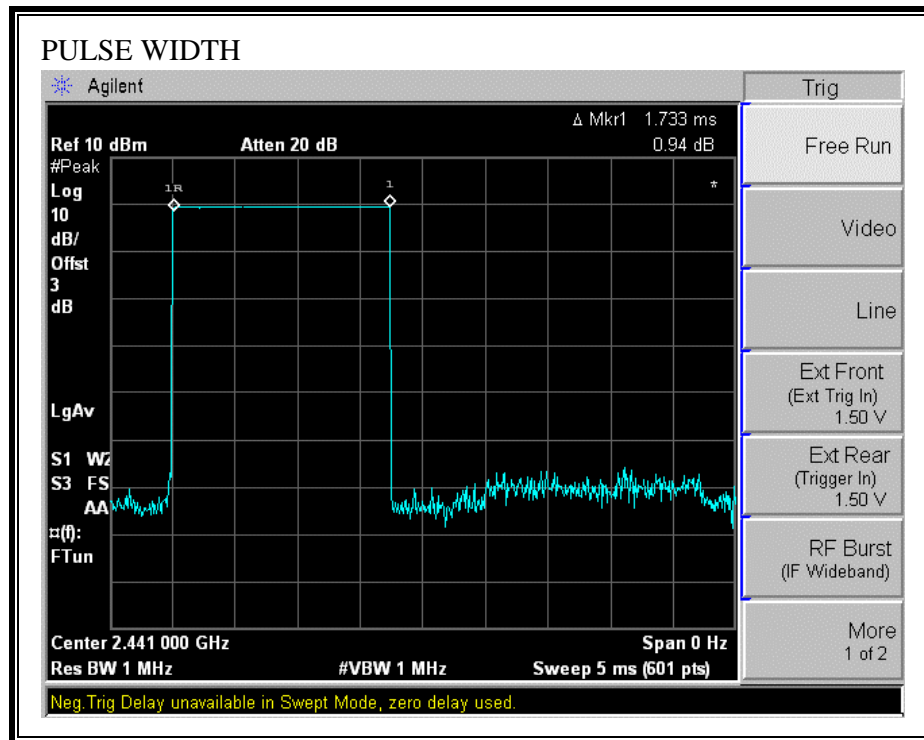 PULSE WIDTH
Agilent
Trig
Δ Mkr1 1.733 ms
Ref 10 dBm Atten 20 dB 0.94 dB
#Peak
Log
10
dB/
Offst
3
dB
LgAv
S1 W2
S3 FS
AA
¤(f):
FTun
1R
1
*
Center 2.441 000 GHz Span 0 Hz
Res BW 1 MHz #VBW 1 MHz Sweep 5 ms (601 pts)
Neg.Trig Delay unavailable in Swept Mode, zero delay used.
Free Run
Video
Line
Ext Front
(Ext Trig In)
1.50 V
Ext Rear
(Trigger In)
1.50 V
RF Burst
(IF Wideband)
More
1 of 2